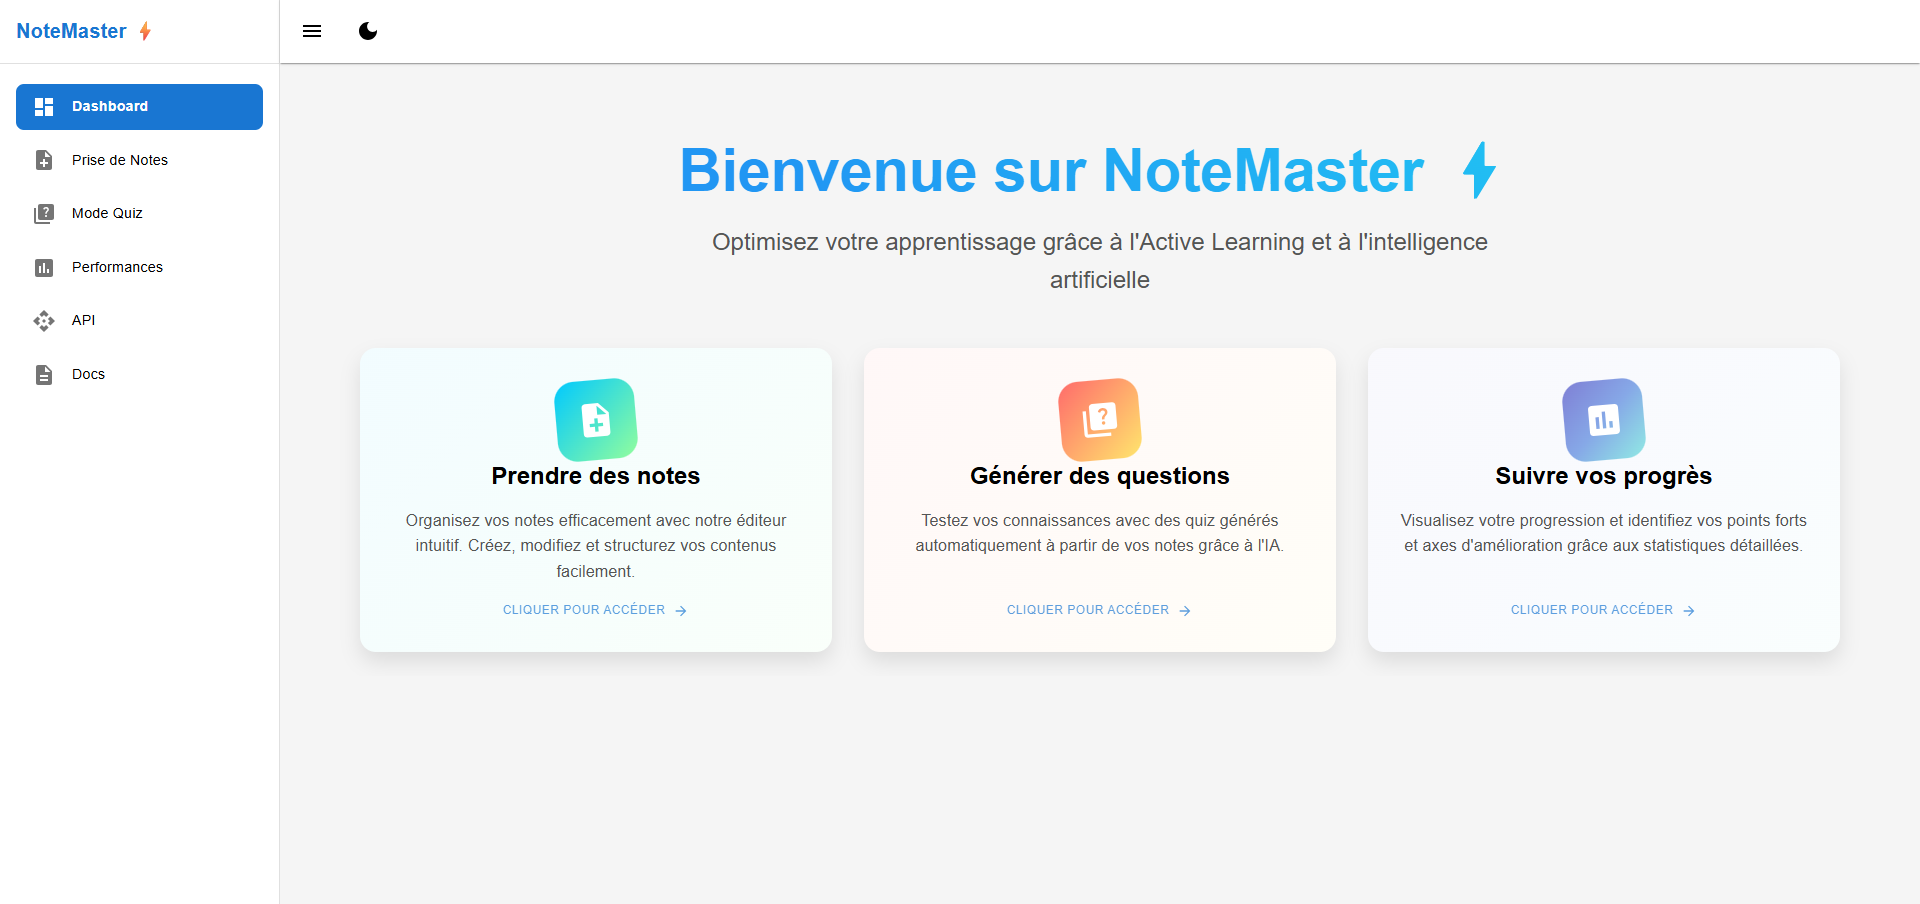 NoteMaster
Dashboard
Prise de Notes
Mode Quiz
Performances
API
Docs
Bienvenue sur NoteMaster
Optimisez votre apprentissage grâce à l'Active Learning et à l'intelligence
artificielle
Prendre des notes
Organisez vos notes efficacement avec notre éditeur
intuitif. Créez, modifiez et structurez vos contenus
facilement.
CLIQUER POUR ACCÉDER
Générer des questions
Testez vos connaissances avec des quiz générés
automatiquement à partir de vos notes grâce à l'IA.
CLIQUER POUR ACCÉDER
Suivre vos progrès
Visualisez votre progression et identifiez vos points forts
et axes d'amélioration grâce aux statistiques détaillées.
CLIQUER POUR ACCÉDER